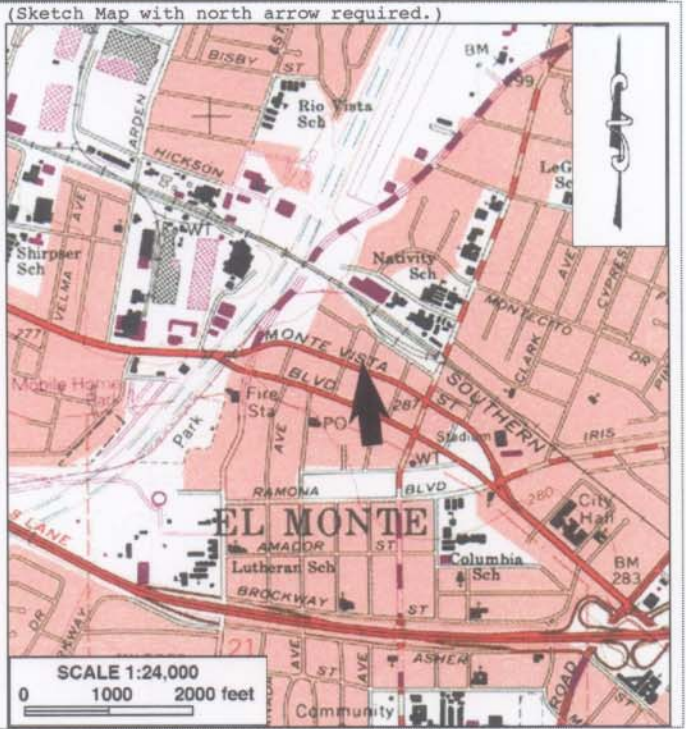 (Sketch Map with north arrow required.)
BISBY ST
EST
BM
299
Rio Vista
Sch
ARDEN
HICKSON
LeG
Sc
WT
Shirpser
Sch
VELMA AVE
Nativity
Sch
AVE
CYPRESS
MONTECITO
DR
CLARK
277
MONTE VISTA
ST
BLVD
SOUTHERN
Mobile Home
Park
Fire
Sta
Park
AVE
PO
287
Stadium
IRIS
WT
RAMONA
BLVD
280
City
Hall
EL MONTE
AMADOR ST
Lutheran Sch
Columbia
Sch
BM
283
LANE
BROCKWAY ST
DR
21
AVE
ST
AVE
ASHER
ROAD
ST
SCALE 1:24,000
0 1000 2000 feet
Community